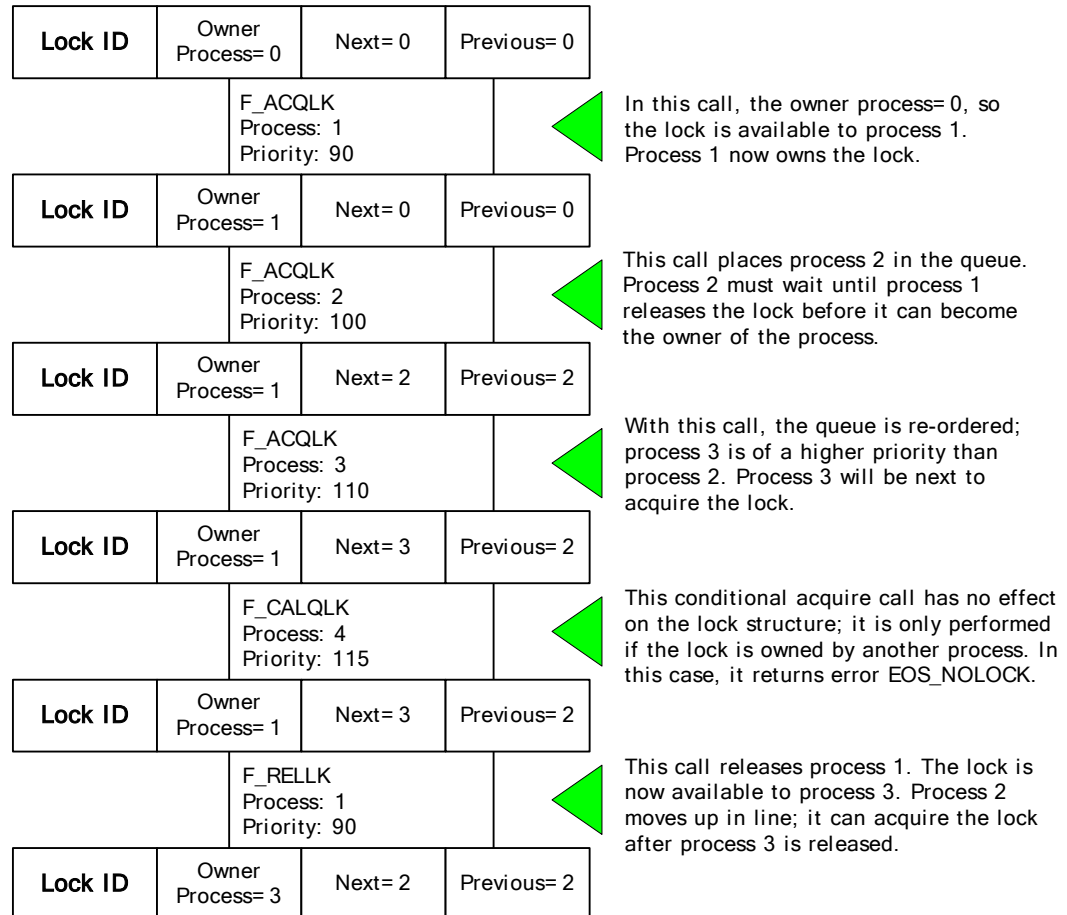 Lock ID
Owner
Process= 0
Next= 0
Previous= 0
F_ACQLK
Process: 1
Priority: 90
In this call, the owner process= 0, so
the lock is available to process 1.
Process 1 now owns the lock.
Lock ID
Owner
Process= 1
Next= 0
Previous= 0
F_ACQLK
Process: 2
Priority: 100
This call places process 2 in the queue.
Process 2 must wait until process 1
releases the lock before it can become
the owner of the process.
Lock ID
Owner
Process= 1
Next= 2
Previous= 2
F_ACQLK
Process: 3
Priority: 110
With this call, the queue is re-ordered;
process 3 is of a higher priority than
process 2. Process 3 will be next to
acquire the lock.
Lock ID
Owner
Process= 1
Next= 3
Previous= 2
F_CALQLK
Process: 4
Priority: 115
This conditional acquire call has no effect
on the lock structure; it is only performed
if the lock is owned by another process. In
this case, it returns error EOS_NOLOCK.
Lock ID
Owner
Process= 1
Next= 3
Previous= 2
F_RELLK
Process: 1
Priority: 90
This call releases process 1. The lock is
now available to process 3. Process 2
moves up in line; it can acquire the lock
after process 3 is released.
Lock ID
Owner
Process= 3
Next= 2
Previous= 2